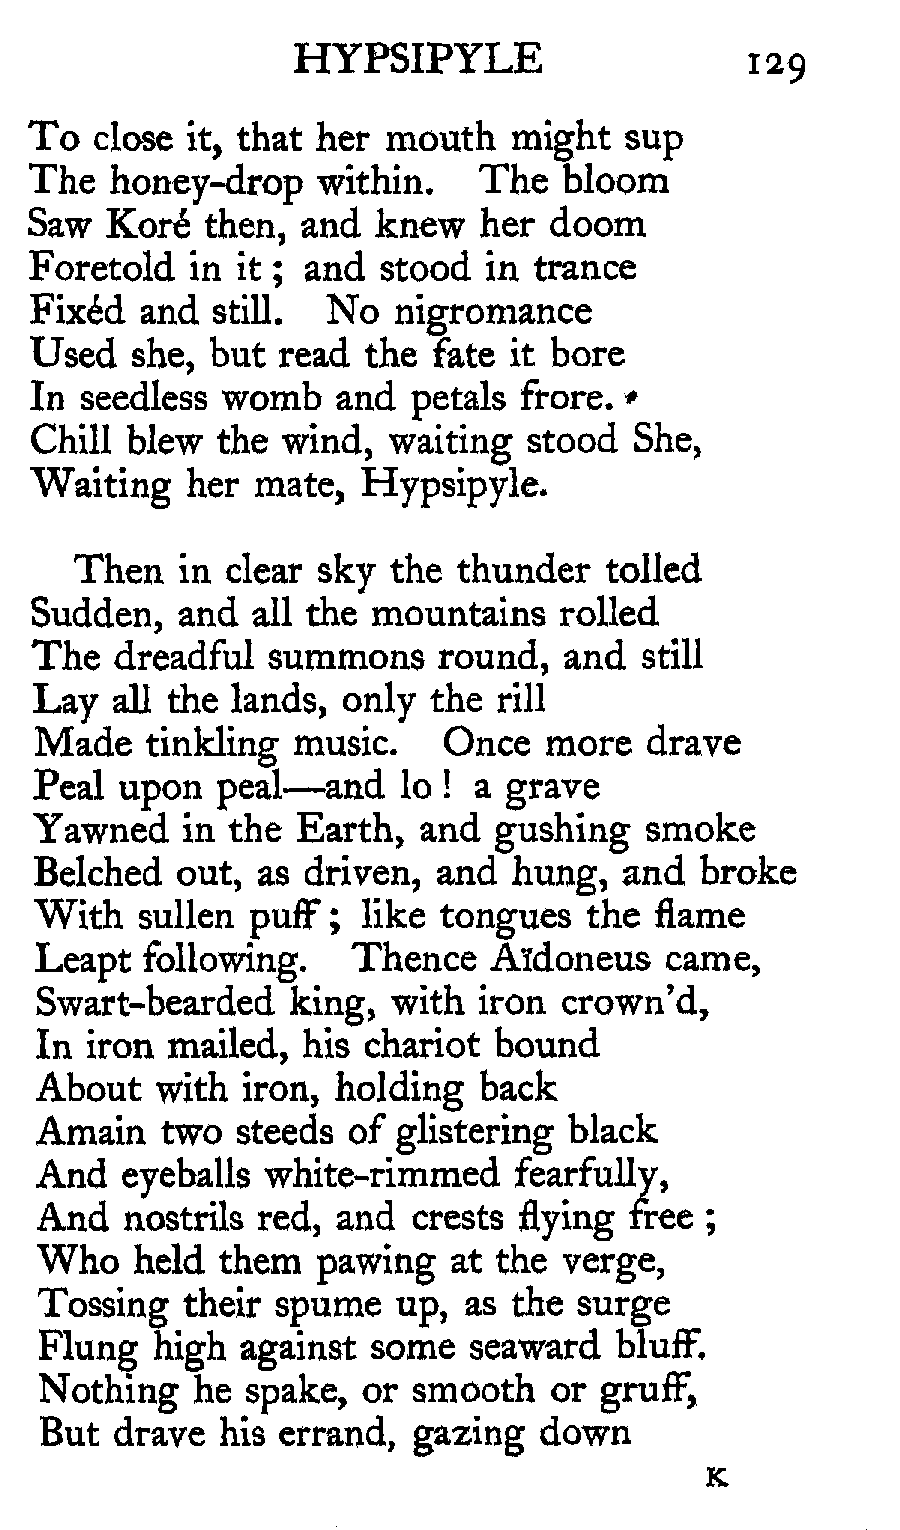 HYPSIPYLE 129
To close it, that her mouth might sup
The honey-drop within. The bloom
Saw Koré then, and knew her doom
Foretold in it ; and stood in trance
Fixéd and still. No nigromance
Used she, but read the fate it bore
In seedless womb and petals frore.
Chill blew the wind, waiting stood She,
Waiting her mate, Hypsipyle.
Then in clear sky the thunder tolled
Sudden, and all the mountains rolled
The dreadful summons round, and still
Lay all the lands, only the rill
Made tinkling music. Once more drave
Peal upon peal—and lo ! a grave
Yawned in the Earth, and gushing smoke
Belched out, as driven, and hung, and broke
With sullen puff ; like tongues the flame
Leapt following. Thence Aïdoneus came,
Swart-bearded king, with iron crown'd,
In iron mailed, his chariot bound
About with iron, holding back
Amain two steeds of glistering black
And eyeballs white-rimmed fearfully,
And nostrils red, and crests flying free ;
Who held them pawing at the verge,
Tossing their spume up, as the surge
Flung high against some seaward bluff.
Nothing he spake, or smooth or gruff,
But drave his errand, gazing down
K